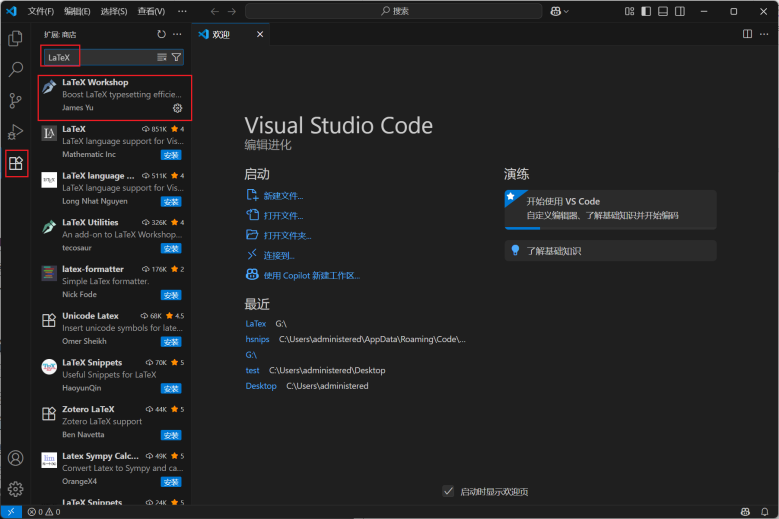 文件(F) 编辑(E) 选择(S) 查看(V) ··· 搜索
扩展: 商店
LaTeX
LaTeX Workshop
Boost LaTeX typesetting efficie...
James Yu
LaTeX 851K 4
LaTeX language support for Vis...
Mathematic Inc 安装
LaTeX language ... 511K 4
LaTeX language support for Vis...
Long Nhat Nguyen 安装
LaTeX Utilities 326K 4
An add-on to LaTeX Workshop...
tecosaur 安装
latex-formatter 176K 2
Simple LaTex formatter.
Nick Fode 安装
Unicode Latex 68K 4.5
Insert unicode symbols for late...
Omer Sheikh 安装
LaTeX Snippets 70K 5
Useful Snippets for LaTeX
HaoyunQin 安装
Zotero LaTeX 44K 5
Zotero LaTeX support
Ben Navetta 安装
Latex Sympy Calc... 49K 5
Convert Latex to Sympy and ca...
OrangeX4 安装
LaTeX Snippets 24K 5
欢迎
Visual Studio Code
编辑进化
启动
新建文件...
打开文件...
打开文件夹...
连接到...
使用 Copilot 新建工作区...
最近
LaTex G:\
hsnips C:\Users\administered\AppData\Roaming\Code\...
G:\
test C:\Users\administered\Desktop
Desktop C:\Users\administered
演练
开始使用 VS Code
自定义编辑器、了解基础知识并开始编码
了解基础知识
启动时显示欢迎页
0 0